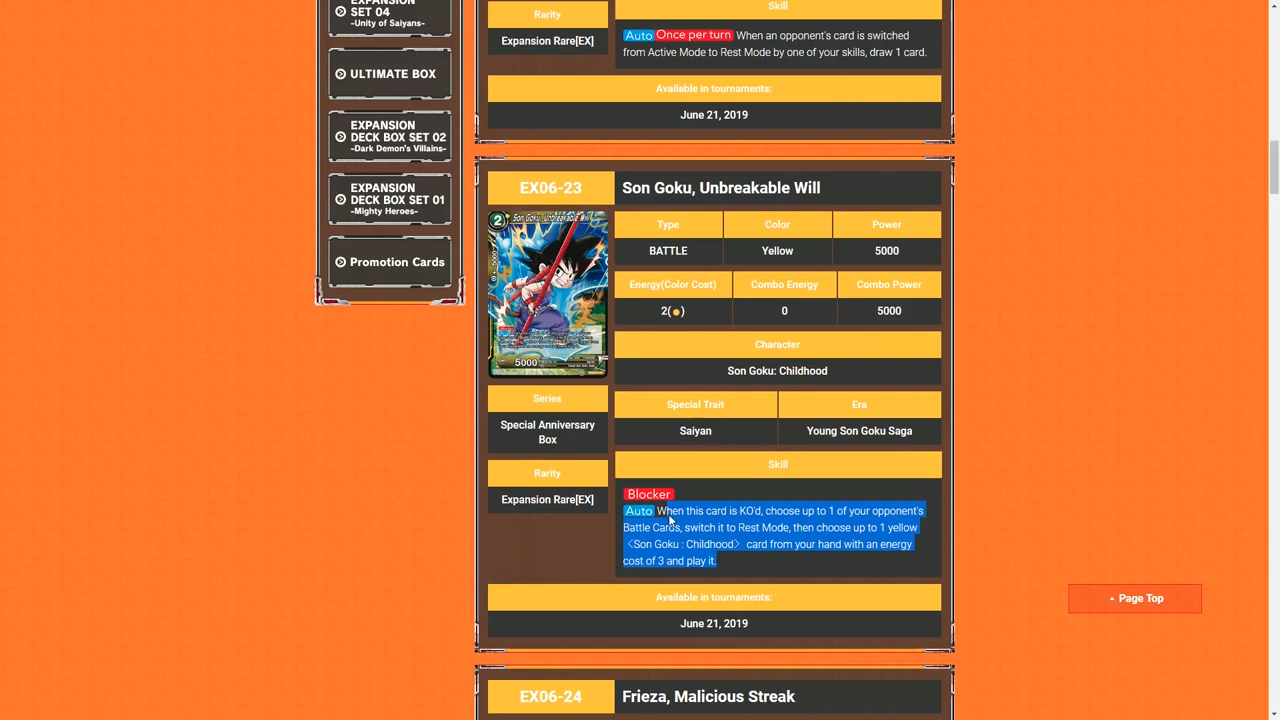 EXPANSION
SET 04
-Unity of Saiyans-
ULTIMATE BOX
EXPANSION
DECK BOX SET 02
-Dark Demon's Villains-
EXPANSION
DECK BOX SET 01
-Mighty Heroes-
Promotion Cards
Rarity
Expansion Rare[EX]
Skill
Auto Once per turn When an opponent's card is switched
from Active Mode to Rest Mode by one of your skills, draw 1 card.
Available in tournaments:
June 21, 2019
EX06-23
Son Goku, Unbreakable Will
2
Son Goku, Unbreakable Will
5000
Type
Color
Power
BATTLE
Yellow
5000
Energy(Color Cost)
Combo Energy
Combo Power
2( )
0
5000
Character
Son Goku: Childhood
Series
Special Anniversary
Box
Special Trait
Era
Saiyan
Young Son Goku Saga
Rarity
Expansion Rare[EX]
Skill
Blocker
Auto When this card is KO'd, choose up to 1 of your opponent's
Battle Cards, switch it to Rest Mode, then choose up to 1 yellow
〈Son Goku : Childhood〉 card from your hand with an energy
cost of 3 and play it.
Available in tournaments:
June 21, 2019
Page Top
EX06-24
Frieza, Malicious Streak